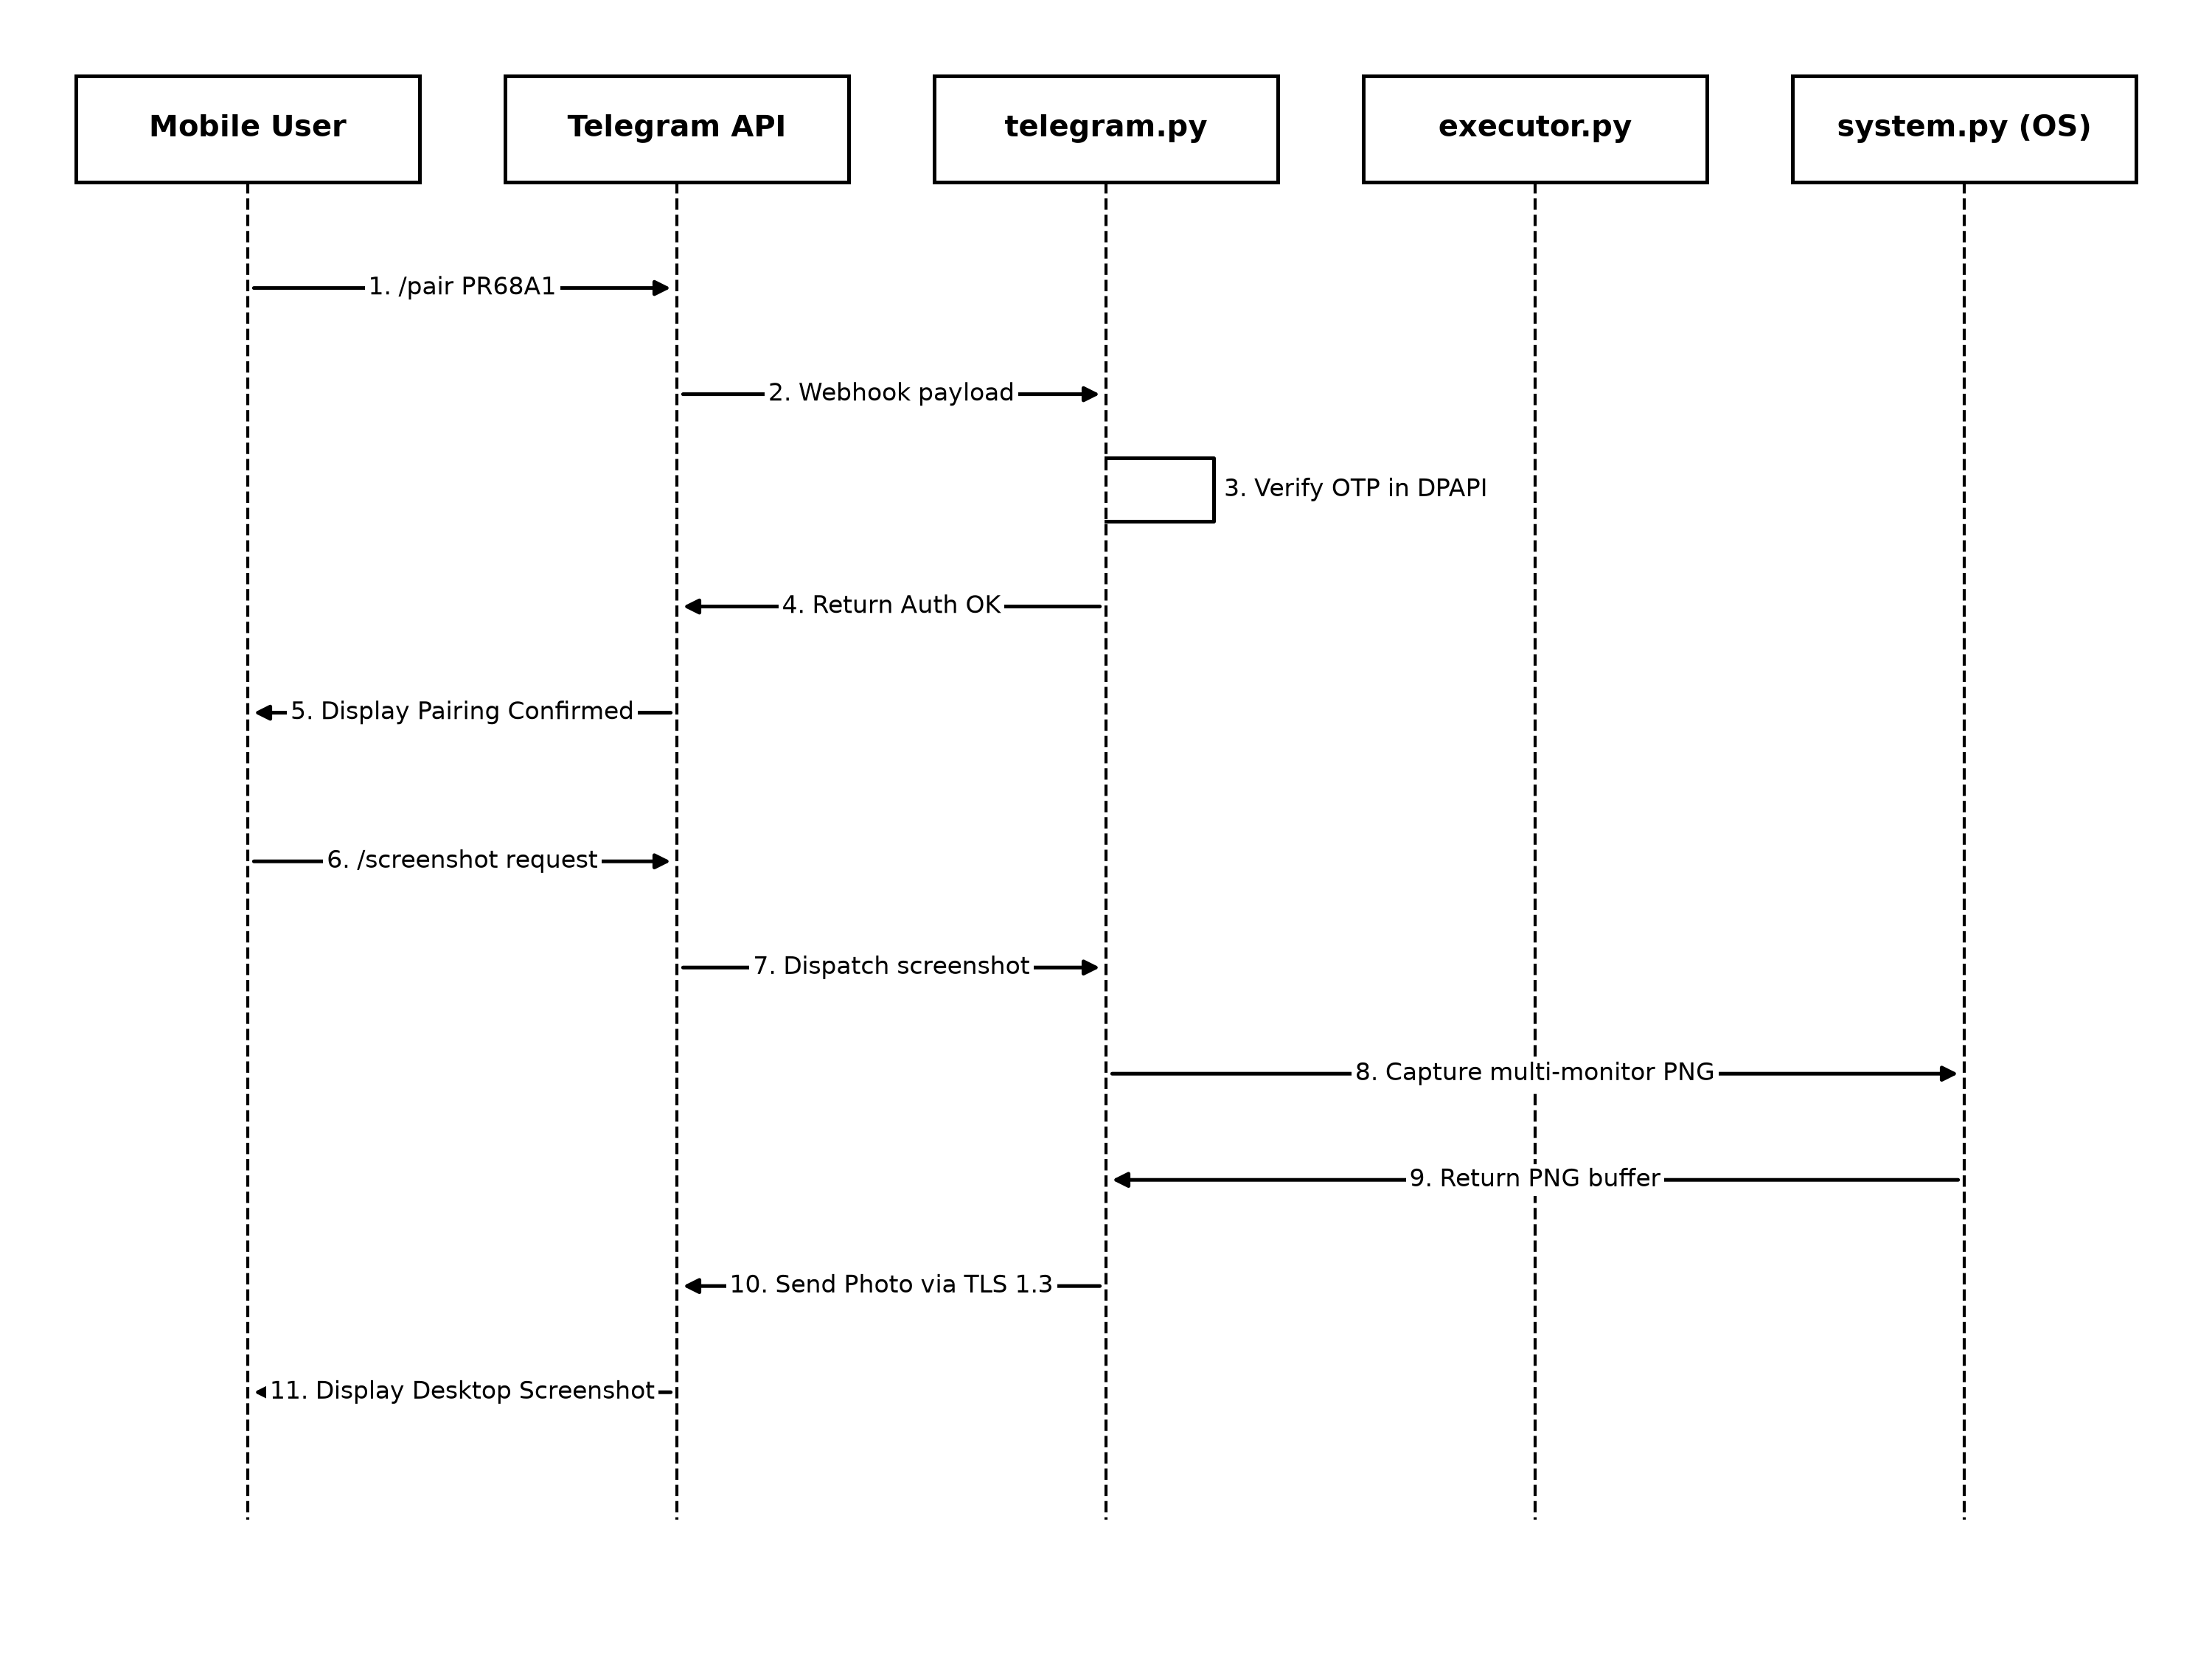 Mobile User
Telegram API
telegram.py
executor.py
system.py (OS)
1. /pair PR68A1
2. Webhook payload
3. Verify OTP in DPAPI
4. Return Auth OK
5. Display Pairing Confirmed
6. /screenshot request
7. Dispatch screenshot
8. Capture multi-monitor PNG
9. Return PNG buffer
10. Send Photo via TLS 1.3
11. Display Desktop Screenshot